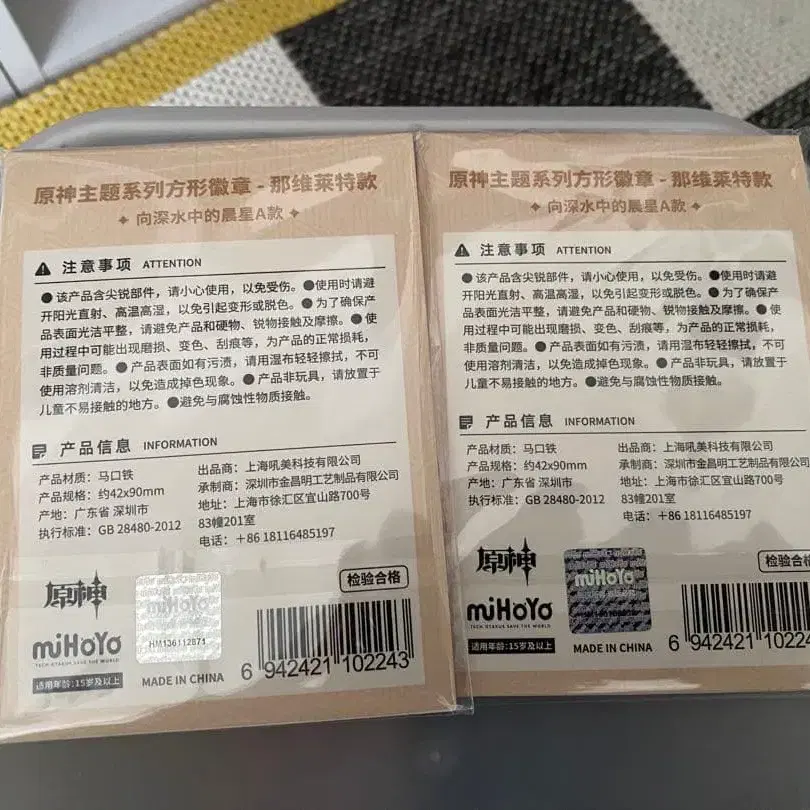 原神主题系列方形徽章 - 那维莱特款
向深水中的晨星A款
注意事项 ATTENTION
● 该产品含尖锐部件，请小心使用，以免受伤。●使用时请避
开阳光直射、高温高湿，以免引起变形或脱色。● 为了确保产
品表面光洁平整，请避免产品和硬物、锐物接触及摩擦。● 使
用过程中可能出现磨损、变色、刮痕等，为产品的正常损耗，
非质量问题。● 产品表面如有污渍，请用湿布轻轻擦拭，不可
使用溶剂清洁，以免造成掉色现象。● 产品非玩具，请放置于
儿童不易接触的地方。●避免与腐蚀性物质接触。
产品信息 INFORMATION
产品材质：马口铁
产品规格：约42x90mm
产地：广东省 深圳市
执行标准：GB 28480-2012
出品商：上海吼美科技有限公司
承制商：深圳市金昌明工艺制品有限公司
地址：上海市徐汇区宜山路700号
83幢201室
电话：＋86 18116485197
原神
miHoYo
TECH OTAKUS SAVE THE WORLD
适用年龄:15岁及以上
miHoYo
HM136112871
MADE IN CHINA
检验合格
6 942421 102243
原神主题系列方形徽章 - 那维莱特款
向深水中的晨星A款
注意事项 ATTENTION
● 该产品含尖锐部件，请小心使用，以免受伤。●使用时请避
开阳光直射、高温高湿，以免引起变形或脱色。● 为了确保产
品表面光洁平整，请避免产品和硬物、锐物接触及摩擦。● 使
用过程中可能出现磨损、变色、刮痕等，为产品的正常损耗，
非质量问题。● 产品表面如有污渍，请用湿布轻轻擦拭，不可
使用溶剂清洁，以免造成掉色现象。● 产品非玩具，请放置于
儿童不易接触的地方。●避免与腐蚀性物质接触。
产品信息 INFORMATION
产品材质：马口铁
产品规格：约42x90mm
产地：广东省 深圳市
执行标准：GB 28480-2012
出品商：上海吼美科技有限公司
承制商：深圳市金昌明工艺制品有限公司
地址：上海市徐汇区宜山路700号
83幢201室
电话：＋86 18116485197
原神
miHoYo
TECH OTAKUS SAVE THE WORLD
适用年龄:15岁及以上
miHoYo
MADE IN CHINA
检验合格
6 942421 10224